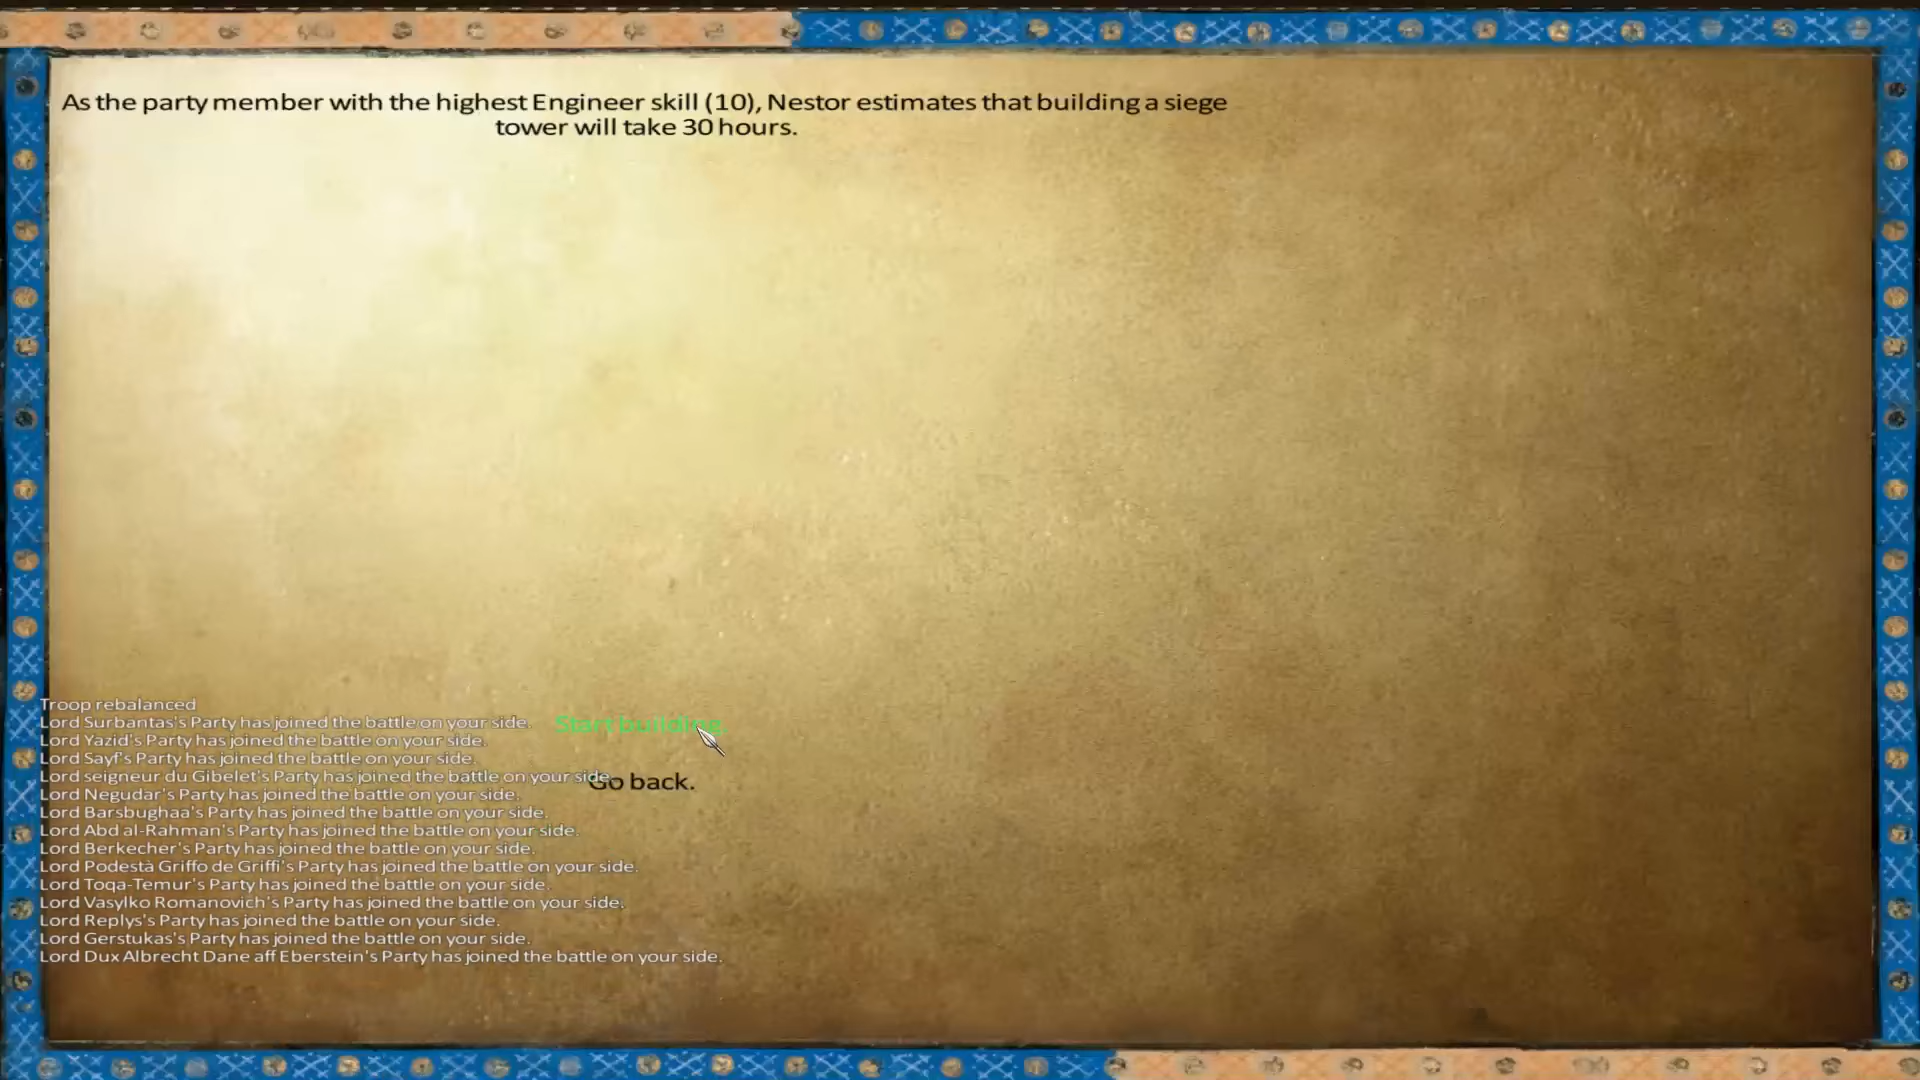 As the party member with the highest Engineer skill (10), Nestor estimates that building a siege
tower will take 30 hours.
Troop rebalanced
Lord Surbantas's Party has joined the battle on your side.
Start building.
Lord Yazid's Party has joined the battle on your side.
Lord Sayf's Party has joined the battle on your side.
Lord seigneur du Gibelet's Party has joined the battle on your side.
Go back.
Lord Negudar's Party has joined the battle on your side.
Lord Barsbughaa's Party has joined the battle on your side.
Lord Abd al-Rahman's Party has joined the battle on your side.
Lord Berkecher's Party has joined the battle on your side.
Lord Podestà Griffo de Griffi's Party has joined the battle on your side.
Lord Toqa-Temur's Party has joined the battle on your side.
Lord Vasylko Romanovich's Party has joined the battle on your side.
Lord Replys's Party has joined the battle on your side.
Lord Gerstukas's Party has joined the battle on your side.
Lord Dux Albrecht Dane aff Eberstein's Party has joined the battle on your side.